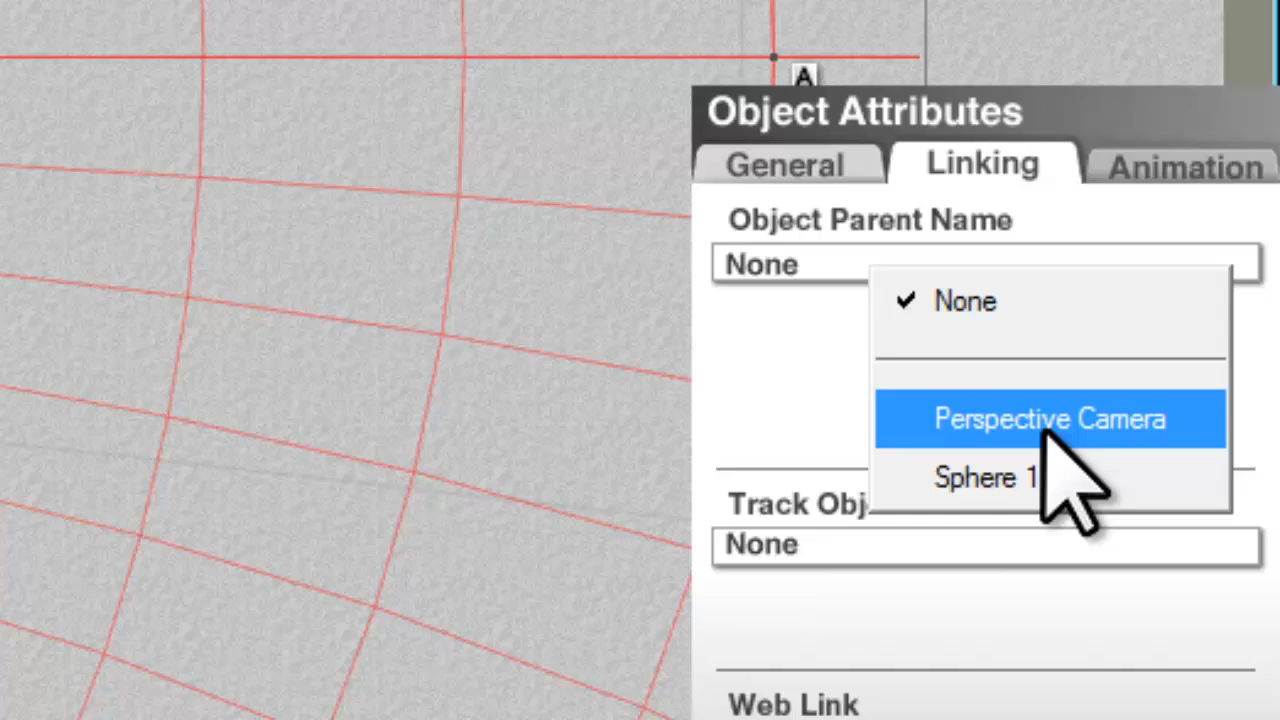 A
Object Attributes
General Linking Animation
Object Parent Name
None
✔ None
Perspective Camera
Sphere 1
Track Obj
None
Web Link